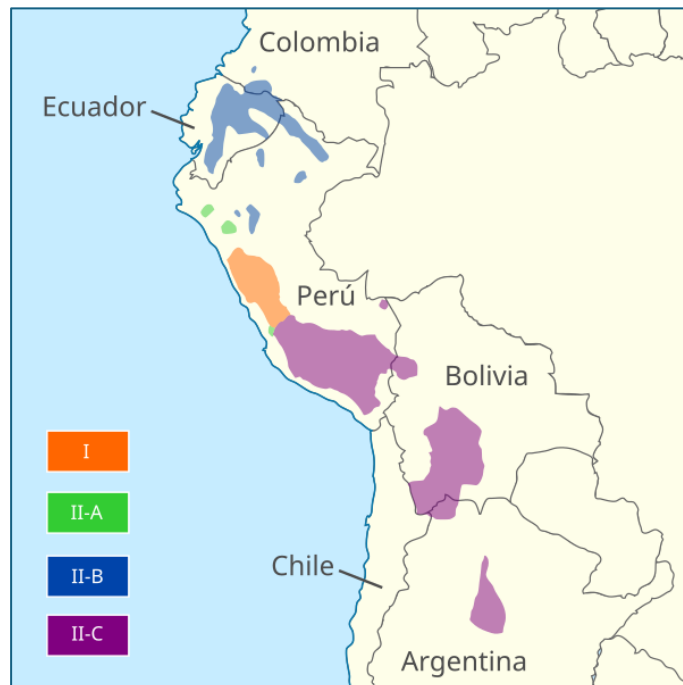 Colombia
Ecuador
Perú
Bolivia
I
II-A
II-B
Chile
II-C
Argentina